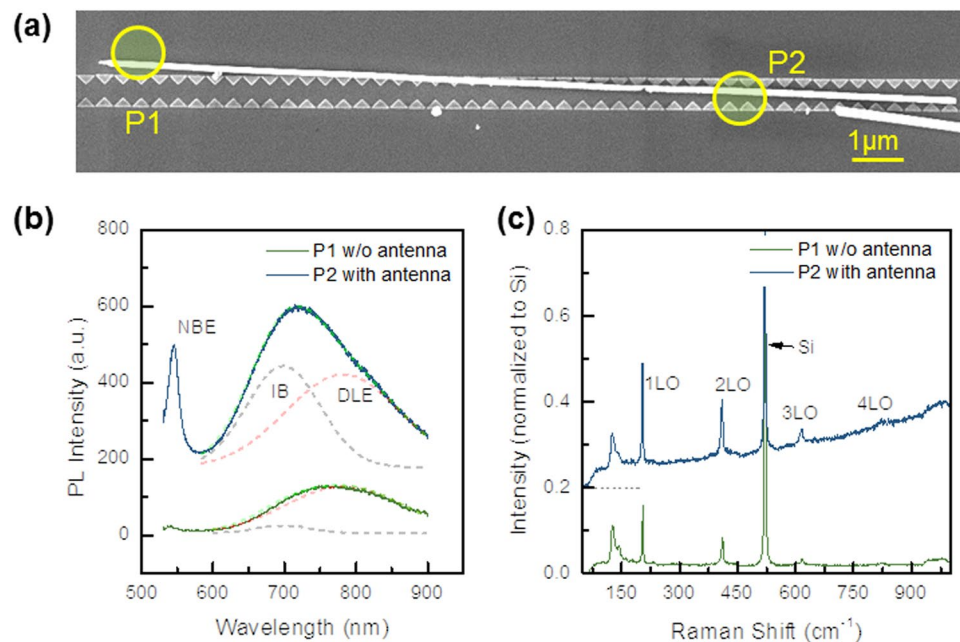 (a)
P1
P2
1μm
(b)
800
600
400
200
0
PL Intensity (a.u.)
P1 w/o antenna
P2 with antenna
NBE
IB
DLE
500 600 700 800 900
Wavelength (nm)
(c)
0.8
0.6
0.4
0.2
0.0
Intensity (normalized to Si)
P1 w/o antenna
P2 with antenna
Si
1LO
2LO
3LO
4LO
150 300 450 600 750 900
Raman Shift (cm⁻¹)